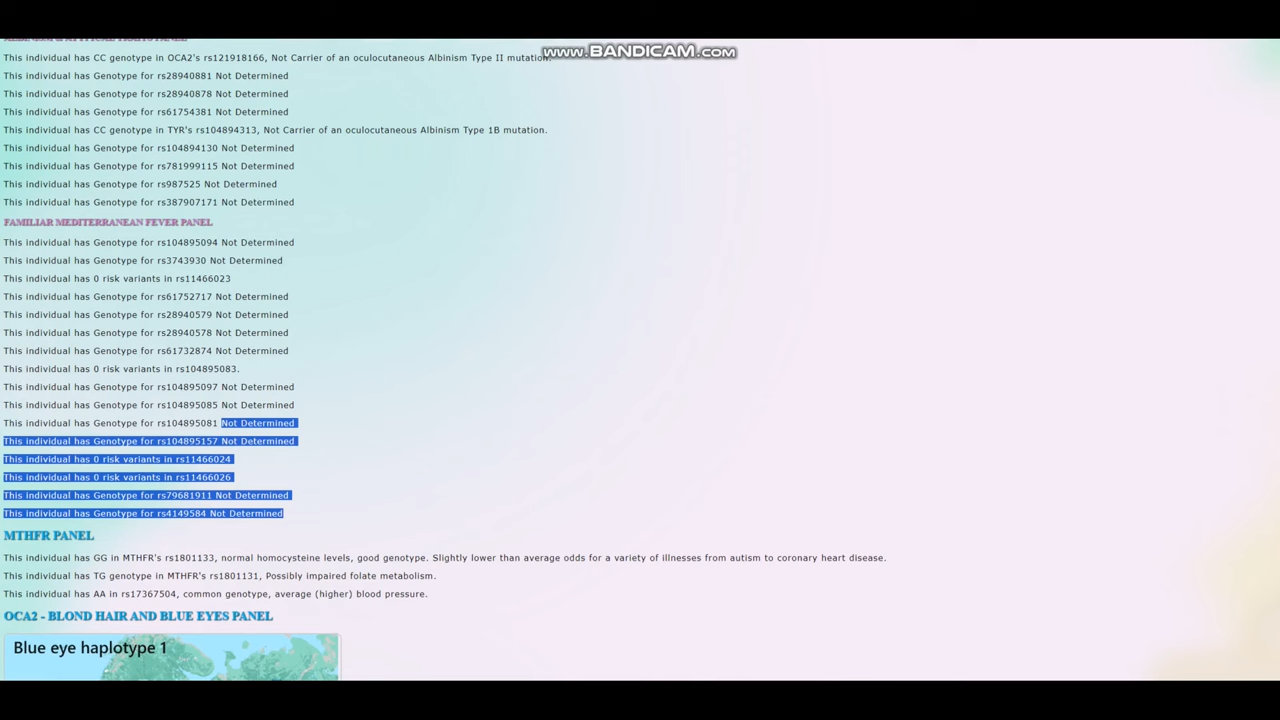 www.BANDICAM.com
This individual has CC genotype in OCA2's rs121918166, Not Carrier of an oculocutaneous Albinism Type II mutation.
This individual has Genotype for rs28940881 Not Determined
This individual has Genotype for rs28940878 Not Determined
This individual has Genotype for rs61754381 Not Determined
This individual has CC genotype in TYR's rs104894313, Not Carrier of an oculocutaneous Albinism Type 1B mutation.
This individual has Genotype for rs104894130 Not Determined
This individual has Genotype for rs781999115 Not Determined
This individual has Genotype for rs987525 Not Determined
This individual has Genotype for rs387907171 Not Determined
FAMILIAR MEDITERRANEAN FEVER PANEL
This individual has Genotype for rs104895094 Not Determined
This individual has Genotype for rs3743930 Not Determined
This individual has 0 risk variants in rs11466023
This individual has Genotype for rs61752717 Not Determined
This individual has Genotype for rs28940579 Not Determined
This individual has Genotype for rs28940578 Not Determined
This individual has Genotype for rs61732874 Not Determined
This individual has 0 risk variants in rs104895083.
This individual has Genotype for rs104895097 Not Determined
This individual has Genotype for rs104895085 Not Determined
This individual has Genotype for rs104895081 Not Determined
This individual has Genotype for rs104895157 Not Determined
This individual has 0 risk variants in rs11466024
This individual has 0 risk variants in rs11466026
This individual has Genotype for rs79681911 Not Determined
This individual has Genotype for rs4149584 Not Determined
MTHFR PANEL
This individual has GG in MTHFR's rs1801133, normal homocysteine levels, good genotype. Slightly lower than average odds for a variety of illnesses from autism to coronary heart disease.
This individual has TG genotype in MTHFR's rs1801131, Possibly impaired folate metabolism.
This individual has AA in rs17367504, common genotype, average (higher) blood pressure.
OCA2 - BLOND HAIR AND BLUE EYES PANEL
Blue eye haplotype 1